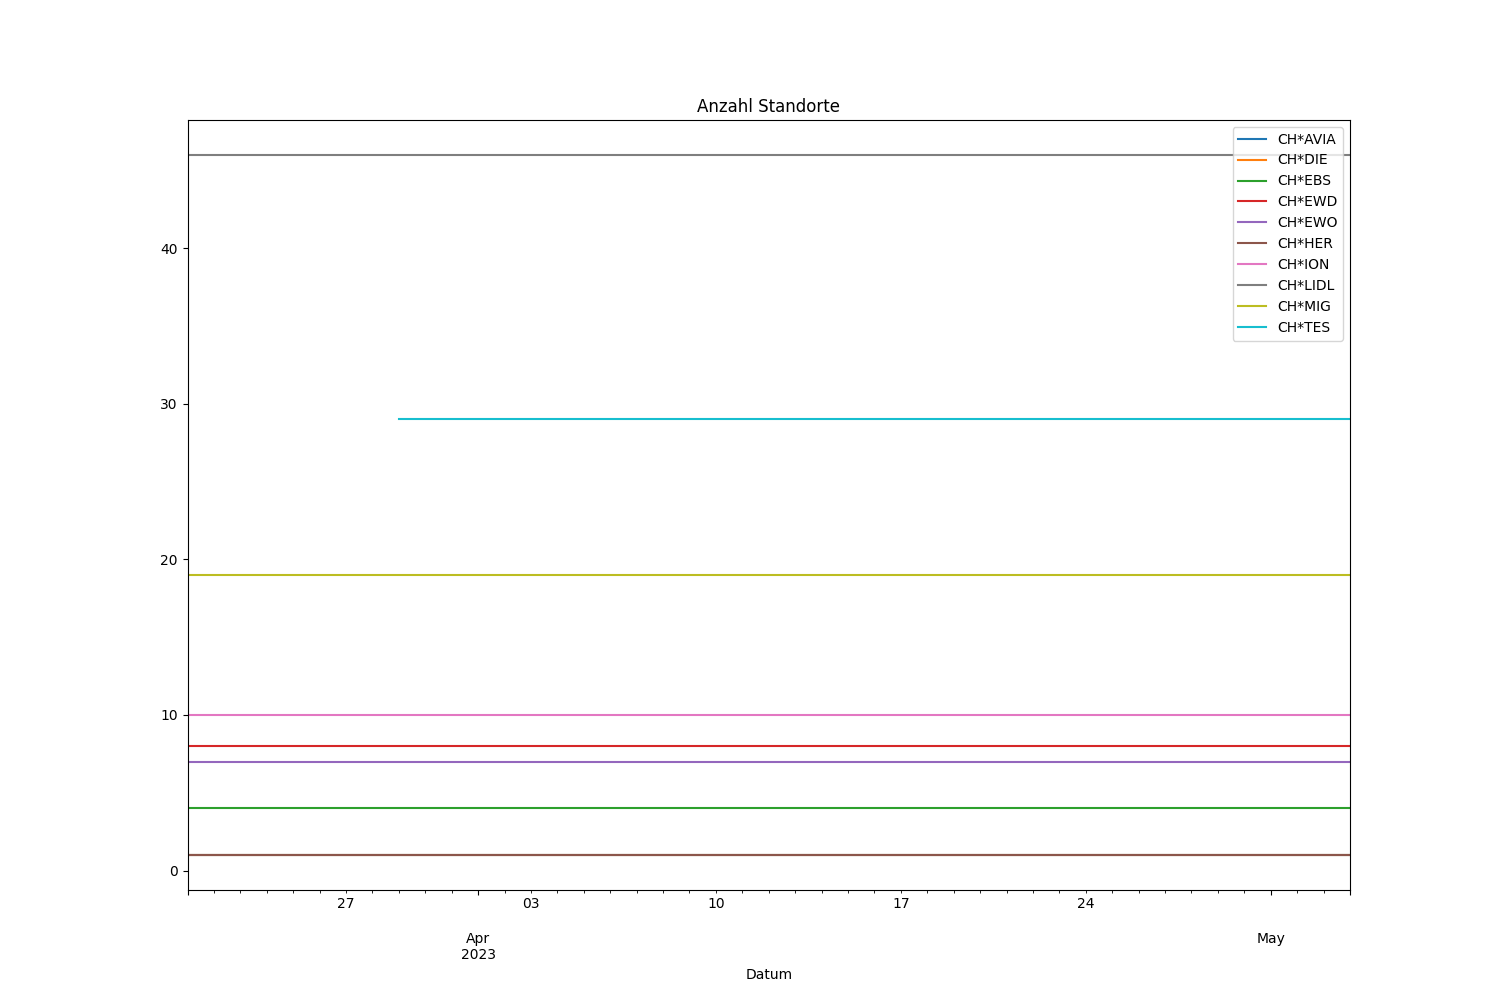 Anzahl Standorte
CH*AVIA
CH*DIE
CH*EBS
CH*EWD
CH*EWO
CH*HER
CH*ION
CH*LIDL
CH*MIG
CH*TES
40
30
20
10
0
27 03 10 17 24
Apr May
2023
Datum